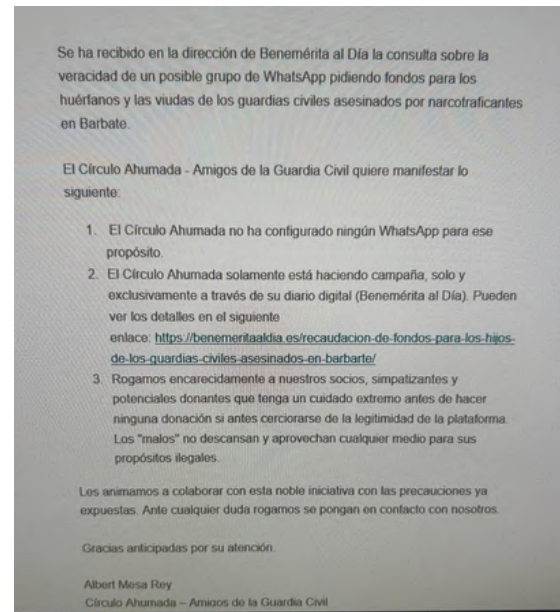 Se ha recibido en la dirección de Benemérita al Día la consulta sobre la
veracidad de un posible grupo de WhatsApp pidiendo fondos para los
huérfanos y las viudas de los guardias civiles asesinados por narcotraficantes
en Barbate.
El Círculo Ahumada - Amigos de la Guardia Civil quiere manifestar lo
siguiente:
1. El Círculo Ahumada no ha configurado ningún WhatsApp para ese
propósito.
2. El Círculo Ahumada solamente está haciendo campaña, solo y
exclusivamente a través de su diario digital (Benemérita al Día). Pueden
ver los detalles en el siguiente
enlace: https://benemeritaaldia.es/recaudacion-de-fondos-para-los-hijos-
de-los-guardias-civiles-asesinados-en-barbarte/
3. Rogamos encarecidamente a nuestros socios, simpatizantes y
potenciales donantes que tenga un cuidado extremo antes de hacer
ninguna donación si antes cerciorarse de la legitimidad de la plataforma.
Los "malos" no descansan y aprovechan cualquier medio para sus
propósitos ilegales.
Les animamos a colaborar con esta noble iniciativa con las precauciones ya
expuestas. Ante cualquier duda rogamos se pongan en contacto con nosotros.
Gracias anticipadas por su atención.
Albert Mesa Rey
Círculo Ahumada – Amigos de la Guardia Civil